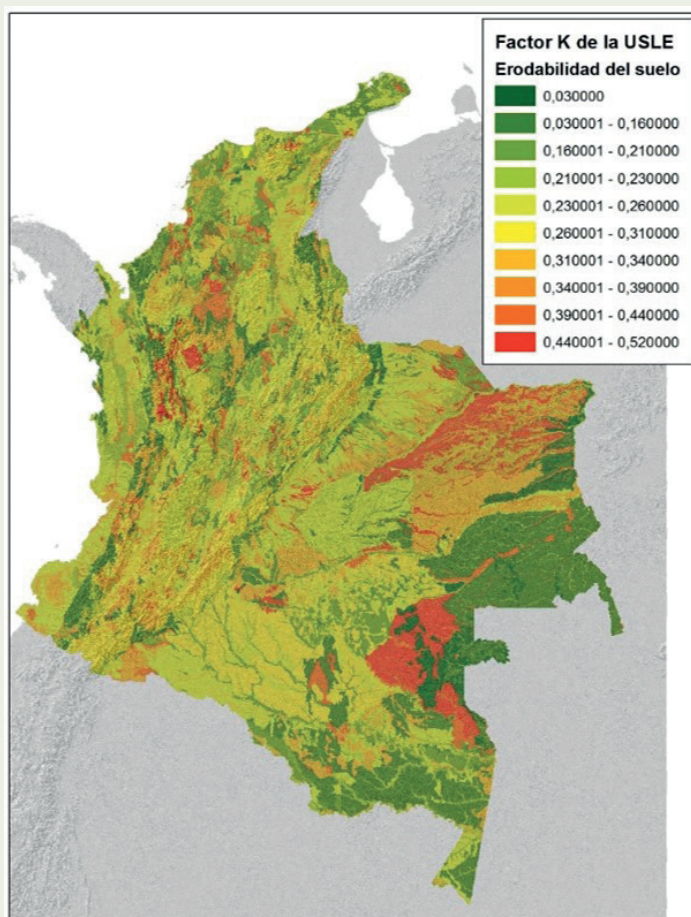 Factor K de la USLE
Erodabilidad del suelo
0,030000
0,030001 - 0,160000
0,160001 - 0,210000
0,210001 - 0,230000
0,230001 - 0,260000
0,260001 - 0,310000
0,310001 - 0,340000
0,340001 - 0,390000
0,390001 - 0,440000
0,440001 - 0,520000